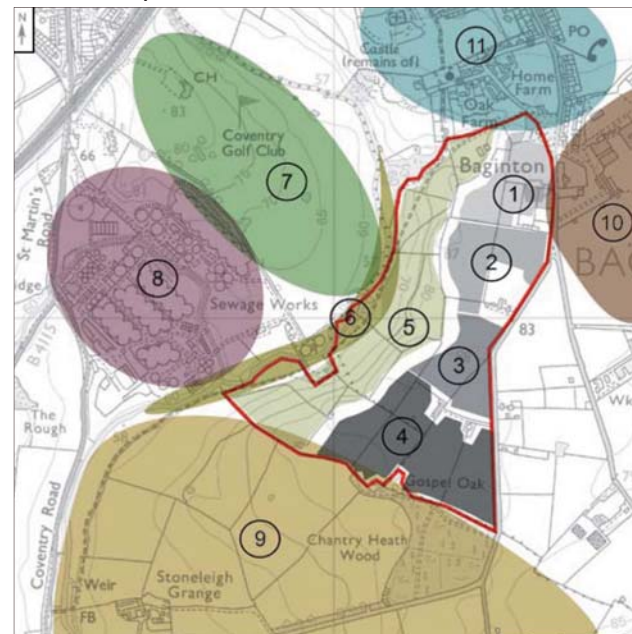 N
11
PO
57
Castle
(remains of)
CH
Home
Farm
Oak
Farm
83
Coventry
Golf Club
66
Baginton
1
St Martin's
Road
7
10
BAG
2
8
Sewage Works
6
5
83
B 4115
3
The
Rough
4
Gospel Oak
Coventry Road
9
Chantry Heath
Wood
Weir
Stoneleigh
Grange
FB
85